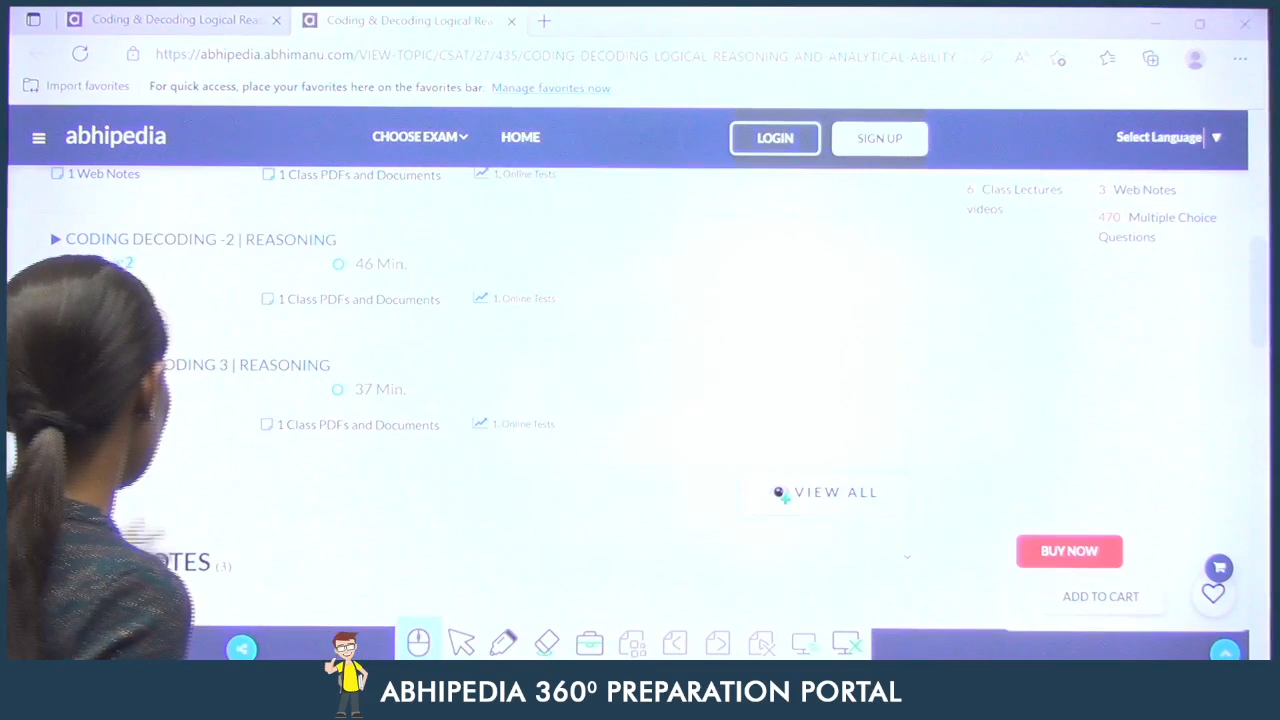 Coding & Decoding Logical Reas
Coding & Decoding Logical Rea
https://abhipedia.abhimanu.com/VIEW-TOPIC/CSAT/27/435/CODING DECODING LOGICAL REASONING AND ANALYTICAL ABILITY
Import favorites
For quick access, place your favorites here on the favorites bar.
Manage favorites now
abhipedia
CHOOSE EXAM
HOME
LOGIN
SIGN UP
Select Language
1 Web Notes
1 Class PDFs and Documents
1. Online Tests
6 Class Lectures
videos
3 Web Notes
470 Multiple Choice
Questions
CODING DECODING -2 | REASONING
2
46 Min.
1 Class PDFs and Documents
1. Online Tests
ODING 3 | REASONING
37 Min.
1 Class PDFs and Documents
1. Online Tests
VIEW ALL
OTES (3)
BUY NOW
ADD TO CART
ABHIPEDIA 360⁰ PREPARATION PORTAL